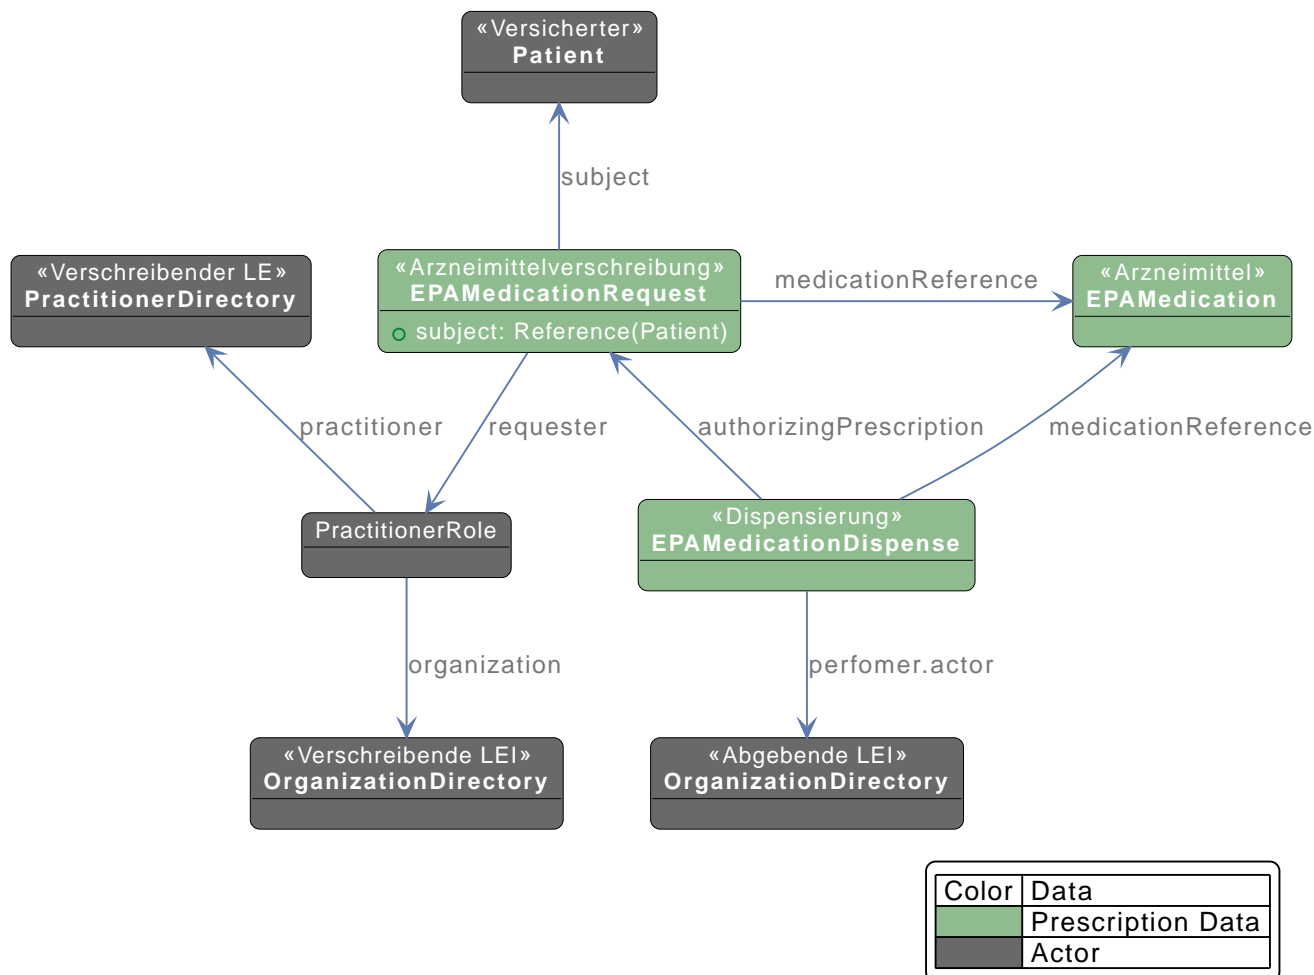 «Versicherter»
Patient
subject
«Verschreibender LE»
PractitionerDirectory
«Arzneimittelverschreibung»
EPAMedicationRequest
subject: Reference(Patient)
medicationReference
«Arzneimittel»
EPAMedication
practitioner
requester
authorizingPrescription
medicationReference
PractitionerRole
«Dispensierung»
EPAMedicationDispense
organization
perfomer.actor
«Verschreibende LEI»
OrganizationDirectory
«Abgebende LEI»
OrganizationDirectory
Color Data
Prescription Data
Actor